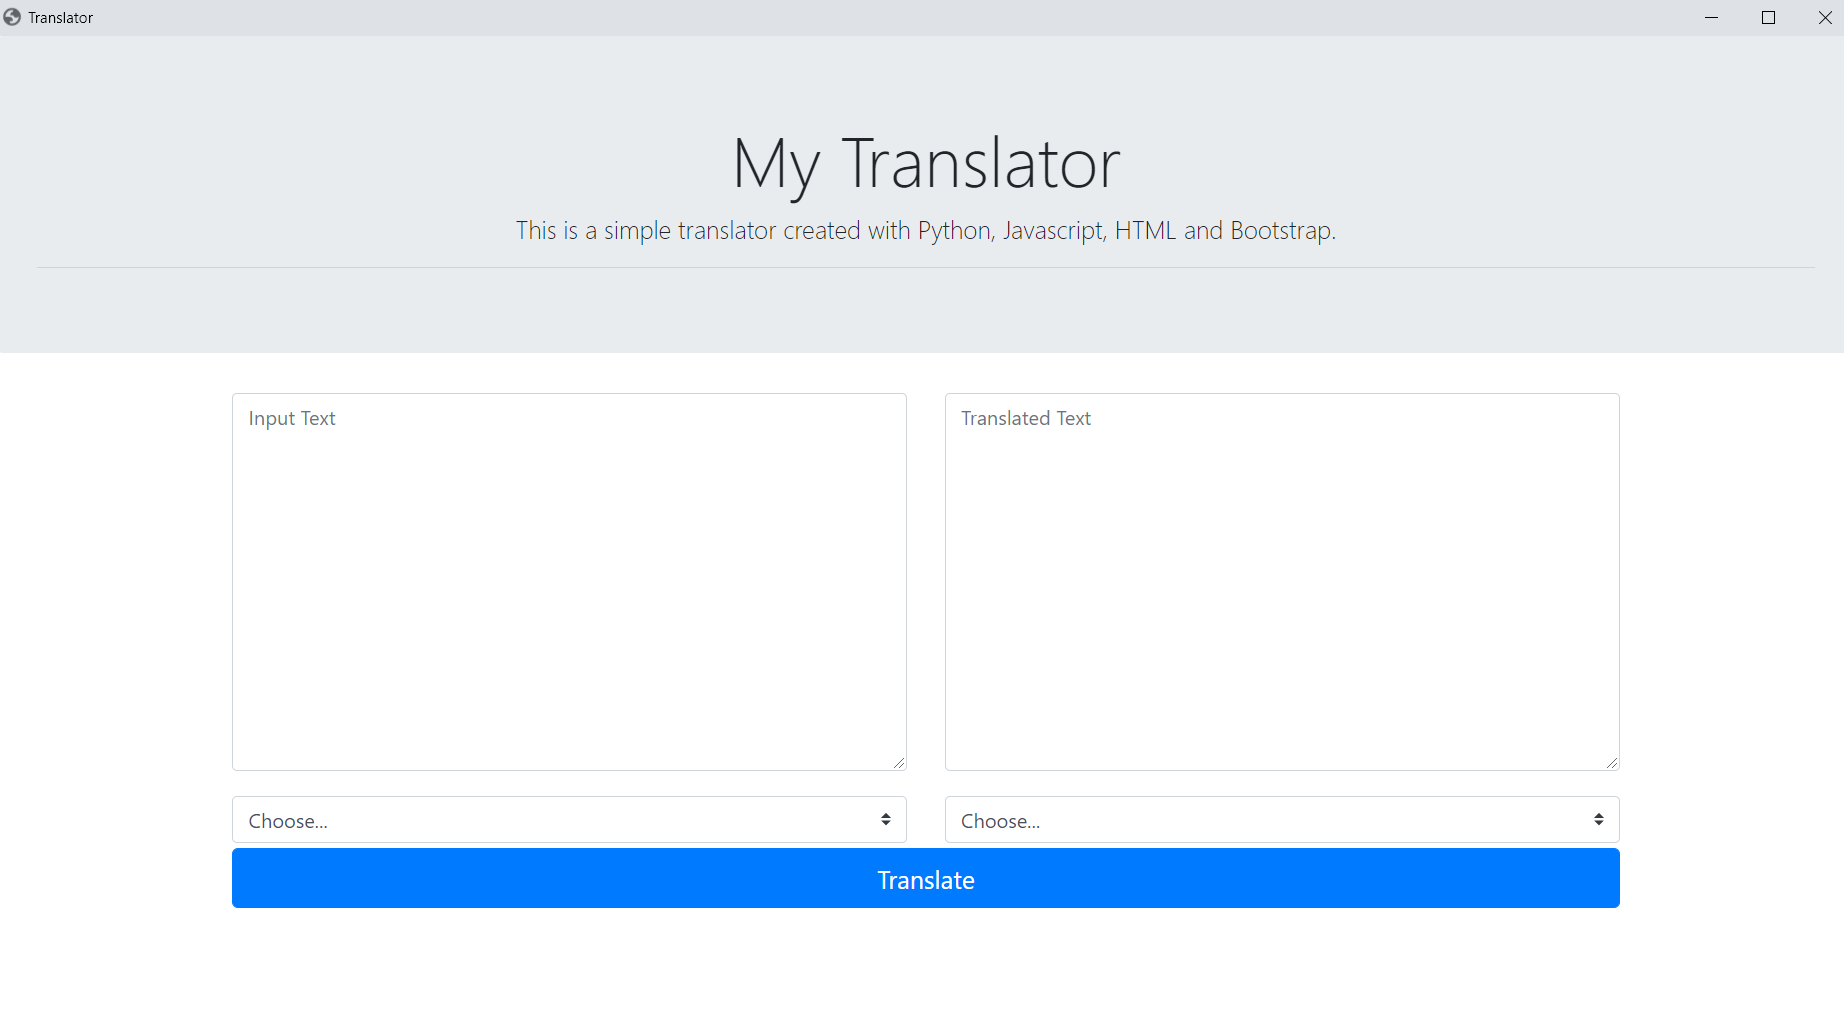 Translator
My Translator
This is a simple translator created with Python, Javascript, HTML and Bootstrap.
Input Text
Translated Text
Choose...
Choose...
Translate